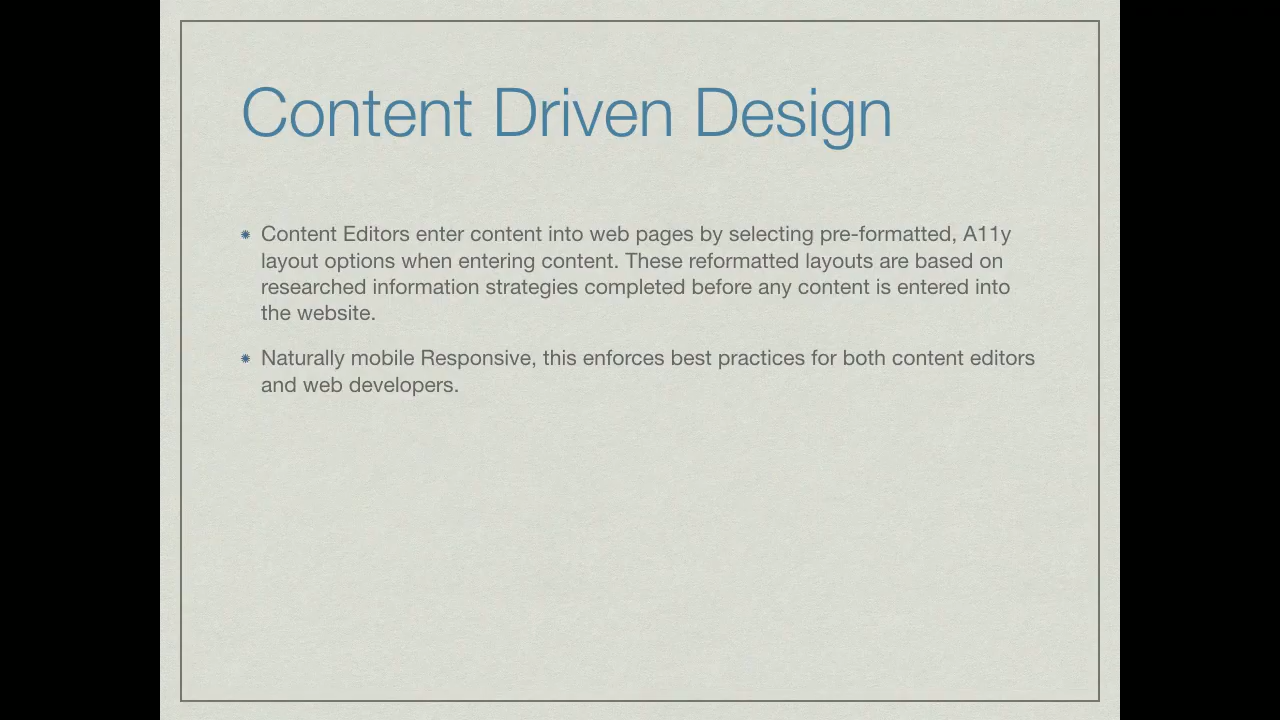 Content Driven Design
Content Editors enter content into web pages by selecting pre-formatted, A11y
layout options when entering content. These reformatted layouts are based on
researched information strategies completed before any content is entered into
the website.
Naturally mobile Responsive, this enforces best practices for both content editors
and web developers.